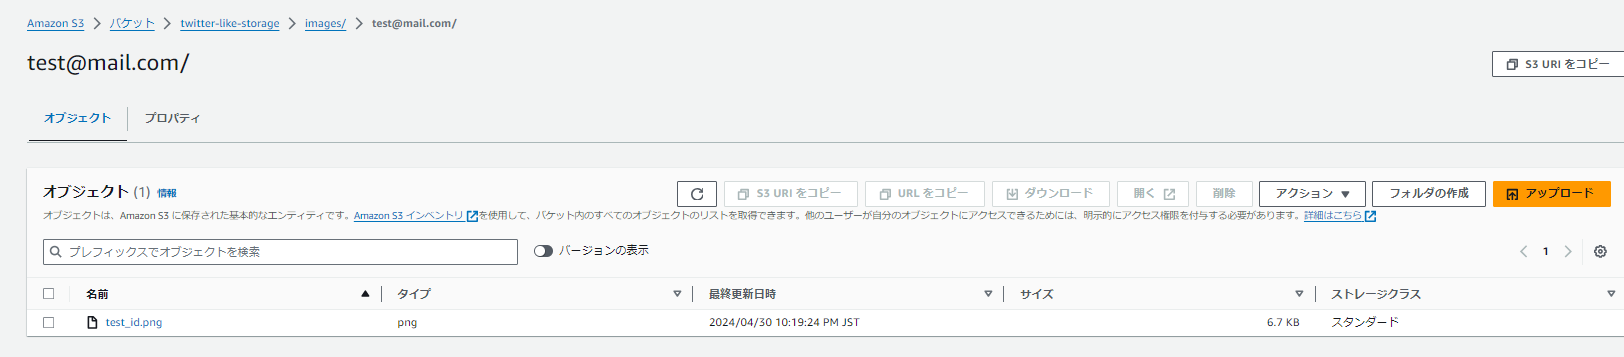 Amazon S3 > バケット > twitter-like-storage > images/ > test@mail.com/
test@mail.com/
S3 URI をコピー
オブジェクト プロパティ
オブジェクト (1) 情報
S3 URI をコピー URL をコピー ダウンロード 開く 削除 アクション フォルダの作成 アップロード
オブジェクトは、Amazon S3 に保存された基本的なエンティティです。Amazon S3 インベントリ を使用して、バケット内のすべてのオブジェクトのリストを取得できます。他のユーザーが自分のオブジェクトにアクセスできるためには、明示的にアクセス権限を付与する必要があります。詳細はこちら
プレフィックスでオブジェクトを検索 バージョンの表示 < 1 >
名前 タイプ 最終更新日時 サイズ ストレージクラス
test_id.png png 2024/04/30 10:19:24 PM JST 6.7 KB スタンダード